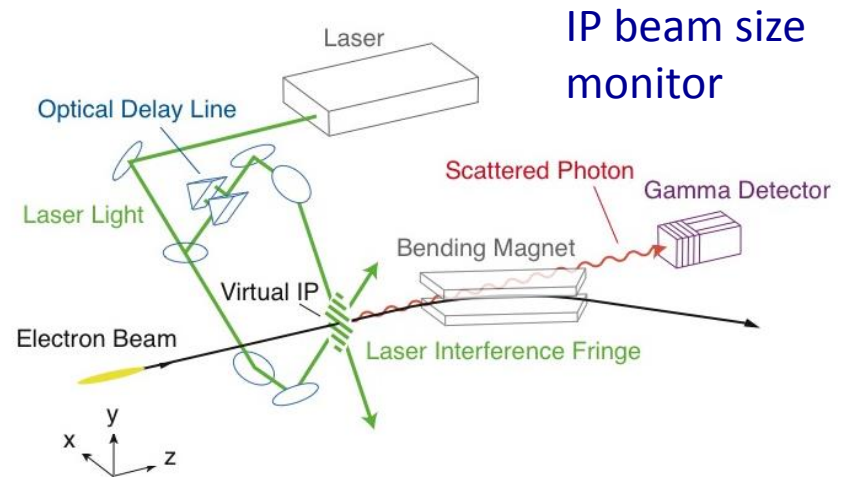 IP beam size
monitor
Laser
Optical Delay Line
Scattered Photon
Gamma Detector
Laser Light
Bending Magnet
Virtual IP
Electron Beam
Laser Interference Fringe
y
x
z